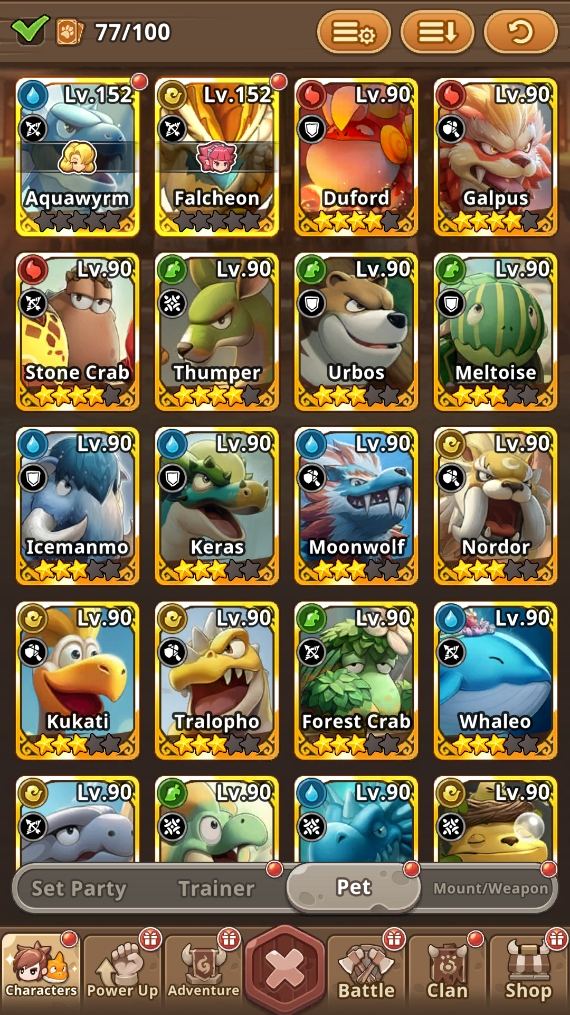 77/100
Lv.152 Lv.152 Lv.90 Lv.90
Aquawyrm Falcheon Duford Galpus
Lv.90 Lv.90 Lv.90 Lv.90
Stone Crab Thumper Urbos Meltoise
Lv.90 Lv.90 Lv.90 Lv.90
Icemanmo Keras Moonwolf Nordor
Lv.90 Lv.90 Lv.90 Lv.90
Kukati Tralopho Forest Crab Whaleo
Lv.90 Lv.90 Lv.90 Lv.90
Set Party Trainer Pet Mount/Weapon
Characters Power Up Adventure Battle Clan Shop